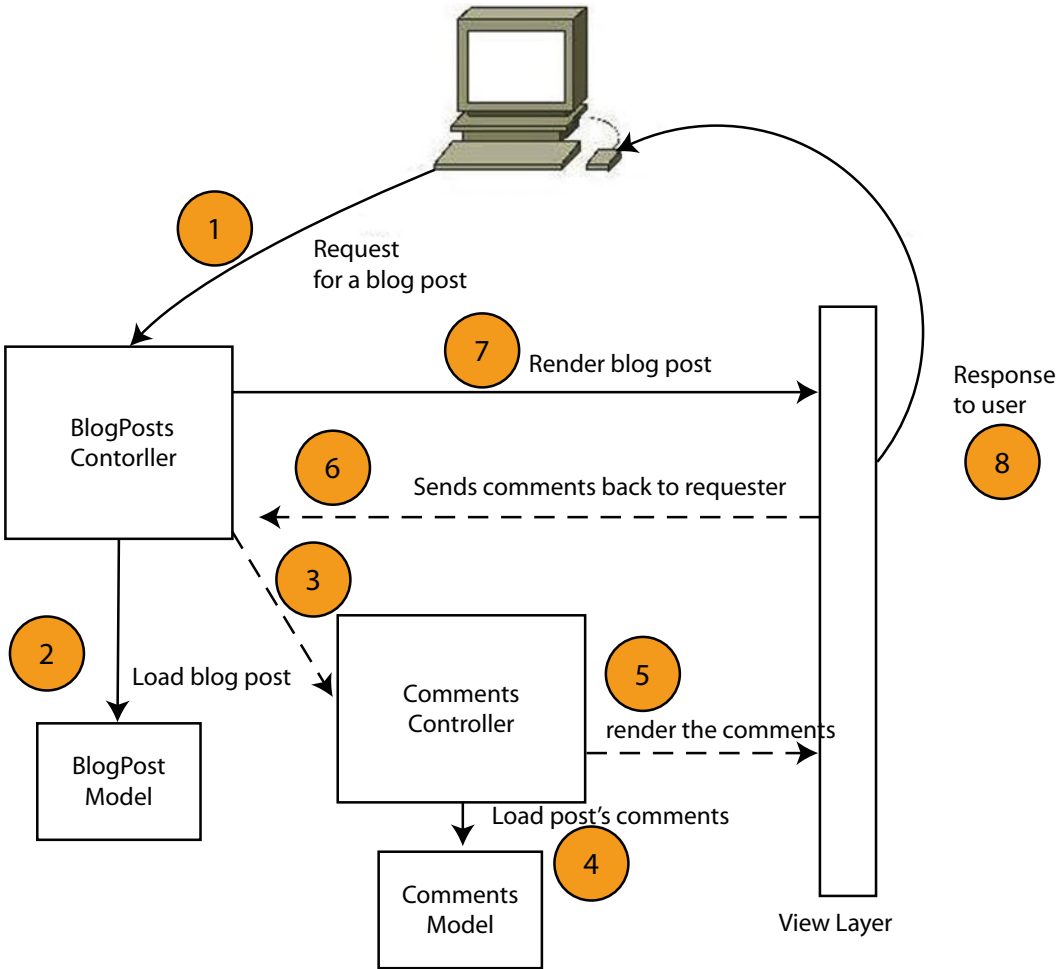 1
Request
for a blog post
7
Render blog post
Response
to user
8
BlogPosts
Contorller
6
Sends comments back to requester
3
2
Load blog post
Comments
Controller
5
render the comments
BlogPost
Model
Load post's comments
4
Comments
Model
View Layer